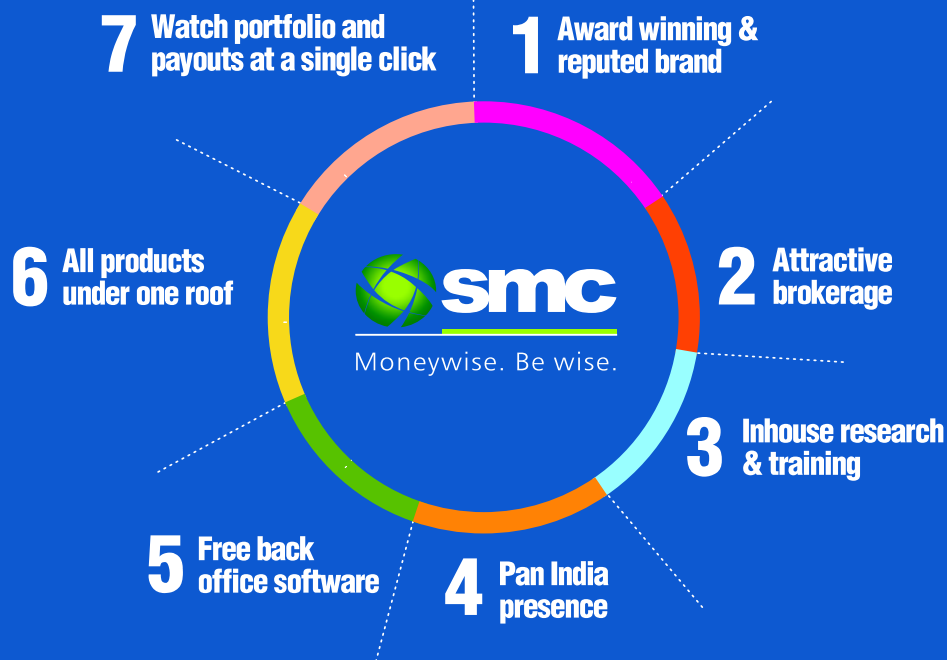 7 Watch portfolio and
payouts at a single click
1 Award winning &
reputed brand
2 Attractive
brokerage
3 Inhouse research
& training
4 Pan India
presence
5 Free back
office software
6 All products
under one roof
smc
Moneywise. Be wise.